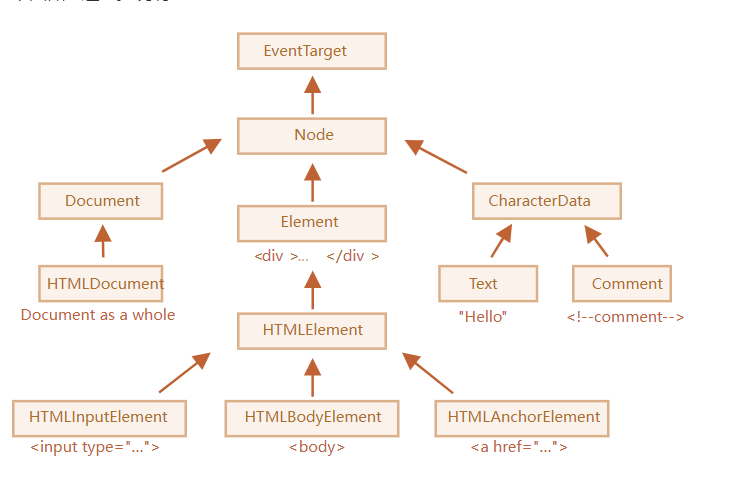 EventTarget
Node
Document
Element
CharacterData
<div >... </div >
HTMLDocument
Text
Comment
Document as a whole
"Hello"
<!--comment-->
HTMLElement
HTMLInputElement
HTMLBodyElement
HTMLAnchorElement
<input type="...">
<body>
<a href="...">